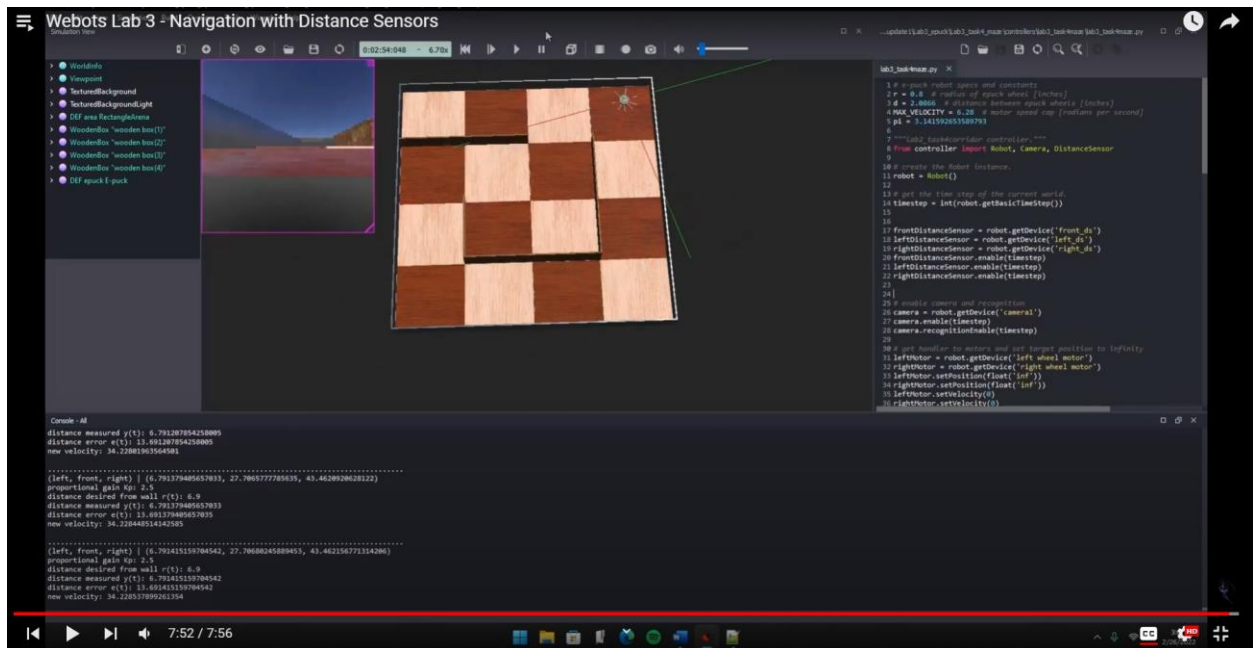 Webots Lab 3 - Navigation with Distance Sensors
Simulation View
0:02:54:048 - 6.70x
WorldInfo
Viewpoint
TexturedBackground
TexturedBackgroundLight
DEF area RectangleArena
WoodenBox "wooden box(1)"
WoodenBox "wooden box(2)"
WoodenBox "wooden box(3)"
WoodenBox "wooden box(4)"
DEF epuck E-puck
1 # e-puck robot specs and constants
2 r = 0.8 # radius of epuck wheel [inches]
3 d = 2.0866 # distance between epuck wheels [inches]
4 MAX_VELOCITY = 6.28 # motor speed cap [radians per second]
5 pi = 3.141592653589793
6
7 """Lab2_task4corridor controller."""
8 from controller import Robot, Camera, DistanceSensor
9
10 # create the Robot instance.
11 robot = Robot()
12
13 # get the time step of the current world.
14 timestep = int(robot.getBasicTimeStep())
15
16
17 frontDistanceSensor = robot.getDevice('front_ds')
18 leftDistanceSensor = robot.getDevice('left_ds')
19 rightDistanceSensor = robot.getDevice('right_ds')
20 frontDistanceSensor.enable(timestep)
21 leftDistanceSensor.enable(timestep)
22 rightDistanceSensor.enable(timestep)
23
24
25 # enable camera and recognition
26 camera = robot.getDevice('camera1')
27 camera.enable(timestep)
28 camera.recognitionEnable(timestep)
29
30 # get handler to motors and set target position to infinity
31 leftMotor = robot.getDevice('left wheel motor')
32 rightMotor = robot.getDevice('right wheel motor')
33 leftMotor.setPosition(float('inf'))
34 rightMotor.setPosition(float('inf'))
35 leftMotor.setVelocity(0)
36 rightMotor.setVelocity(0)
Console - All
distance measured y(t): 6.791207854258005
distance error e(t): 13.691207854258005
new velocity: 34.22801963564501
(left, front, right) | (6.791379405657033, 27.7065777785635, 43.4620920628122)
proportional gain Kp: 2.5
distance desired from wall r(t): 6.9
distance measured y(t): 6.791379405657033
distance error e(t): 13.691379405657035
new velocity: 34.228448514142585
(left, front, right) | (6.791415159704542, 27.70680245889453, 43.462156771314206)
proportional gain Kp: 2.5
distance desired from wall r(t): 6.9
distance measured y(t): 6.791415159704542
distance error e(t): 13.691415159704542
new velocity: 34.228537899261354
7:52 / 7:56
CC
HD